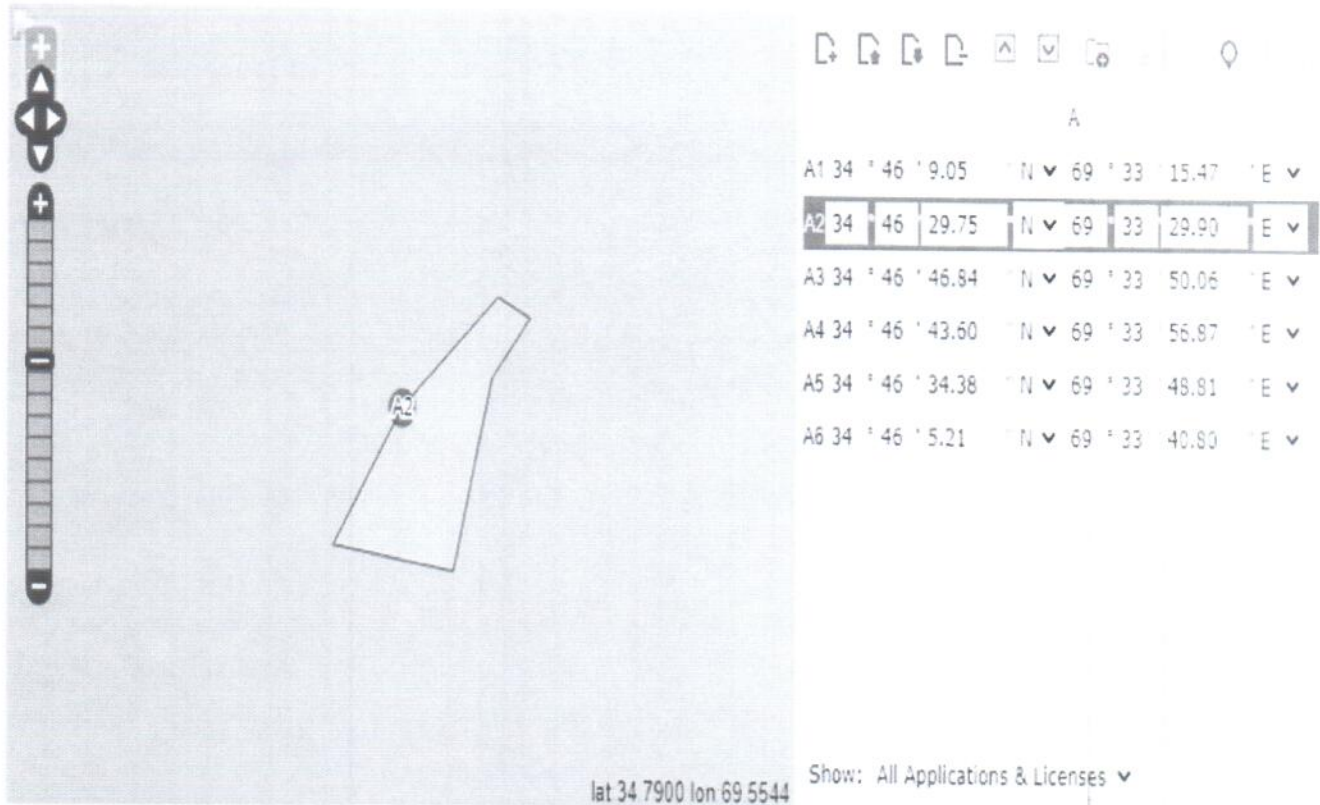 A
A1 34 ° 46 ' 9.05 " N 69 ° 33 ' 15.47 " E
A2 34 ° 46 ' 29.75 " N 69 ° 33 ' 29.90 " E
A3 34 ° 46 ' 46.84 " N 69 ° 33 ' 50.06 " E
A4 34 ° 46 ' 43.60 " N 69 ° 33 ' 56.87 " E
A5 34 ° 46 ' 34.38 " N 69 ° 33 ' 48.81 " E
A6 34 ° 46 ' 5.21 " N 69 ° 33 ' 40.80 " E
A2
lat 34.7900 lon 69.5544
Show: All Applications & Licenses